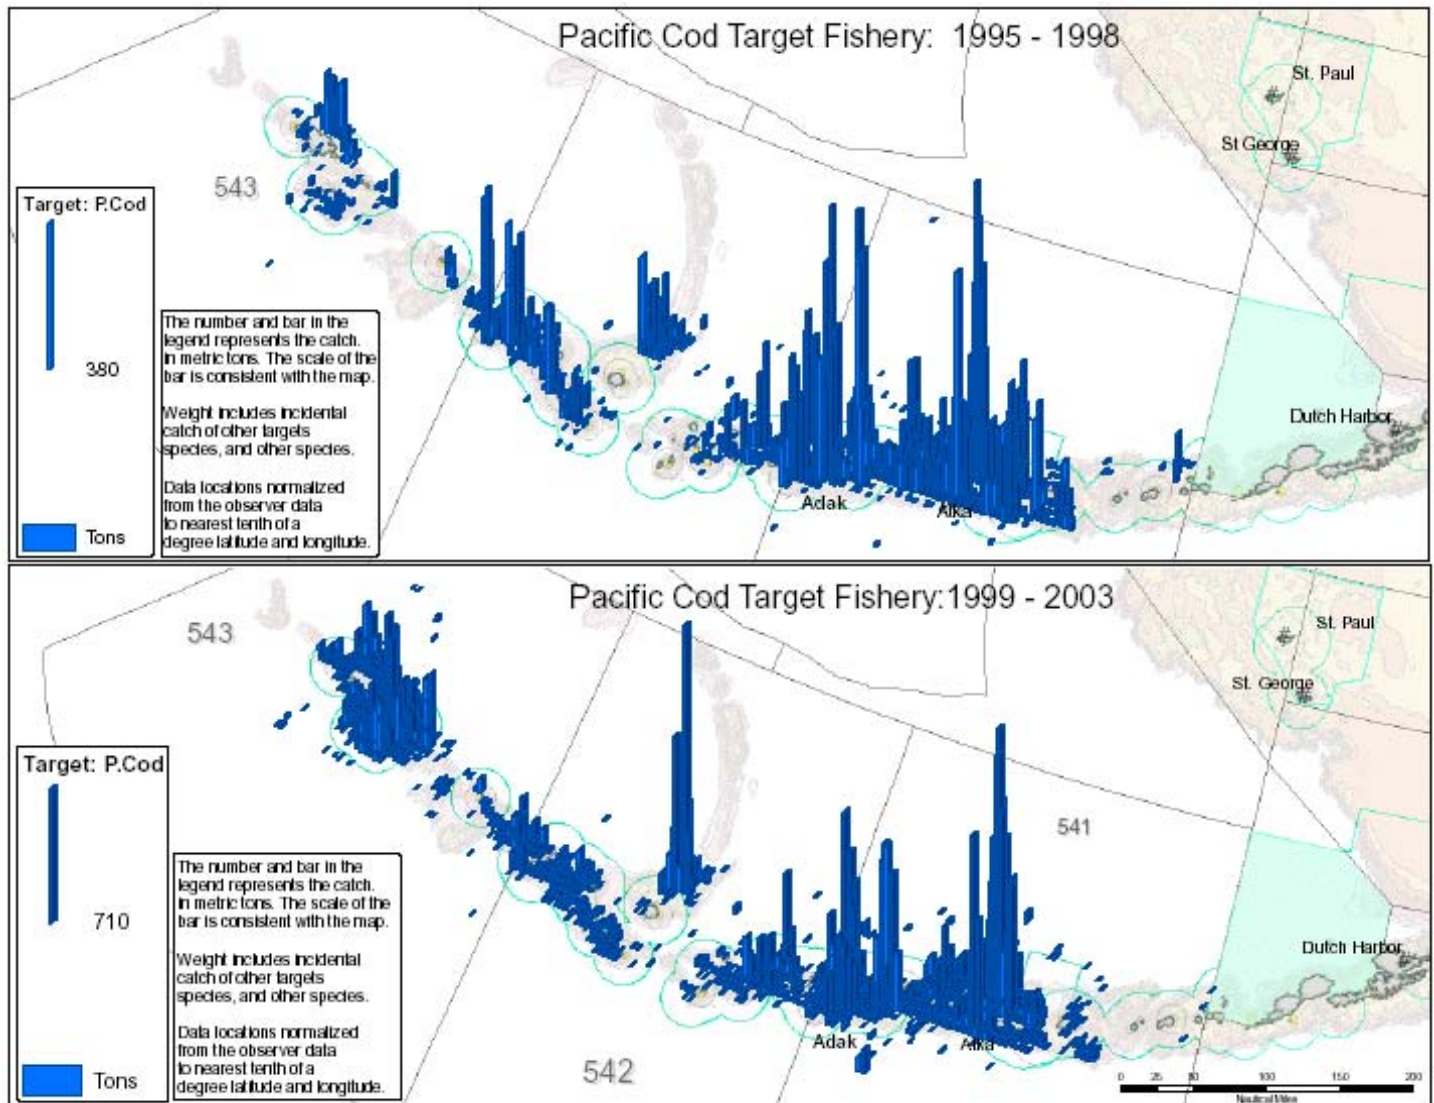 Pacific Cod Target Fishery: 1995 - 1998
St. Paul
St George
543
Target: P.Cod
380
Tons
The number and bar in the
legend represents the catch.
in metric tons. The scale of the
bar is consistent with the map.
Weight includes incidental
catch of other targets
species, and other species.
Data locations normalized
from the observer data
to nearest tenth of a
degree latitude and longitude.
Dutch Harbor
Adak
Atka
Pacific Cod Target Fishery:1999 - 2003
St. Paul
St. George
543
Target: P.Cod
710
Tons
The number and bar in the
legend represents the catch.
in metric tons. The scale of the
bar is consistent with the map.
Weight includes incidental
catch of other targets
species, and other species.
Data locations normalized
from the observer data
to nearest tenth of a
degree latitude and longitude.
541
Dutch Harbor
Adak
Atka
542
0 25 50 100 150 200
Nautical Miles